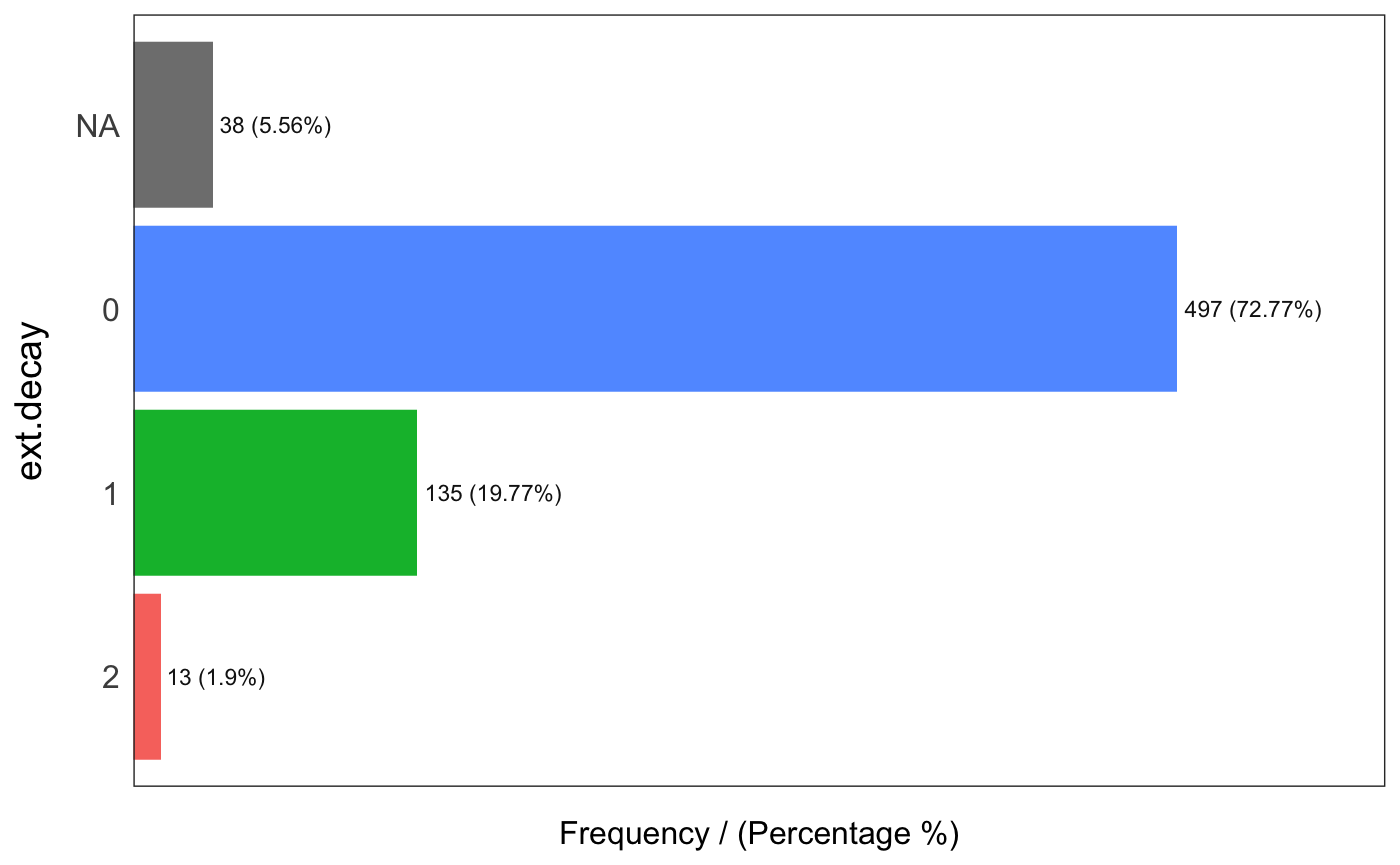 NA
38 (5.56%)
0
497 (72.77%)
ext.decay
1
135 (19.77%)
2
13 (1.9%)
Frequency / (Percentage %)